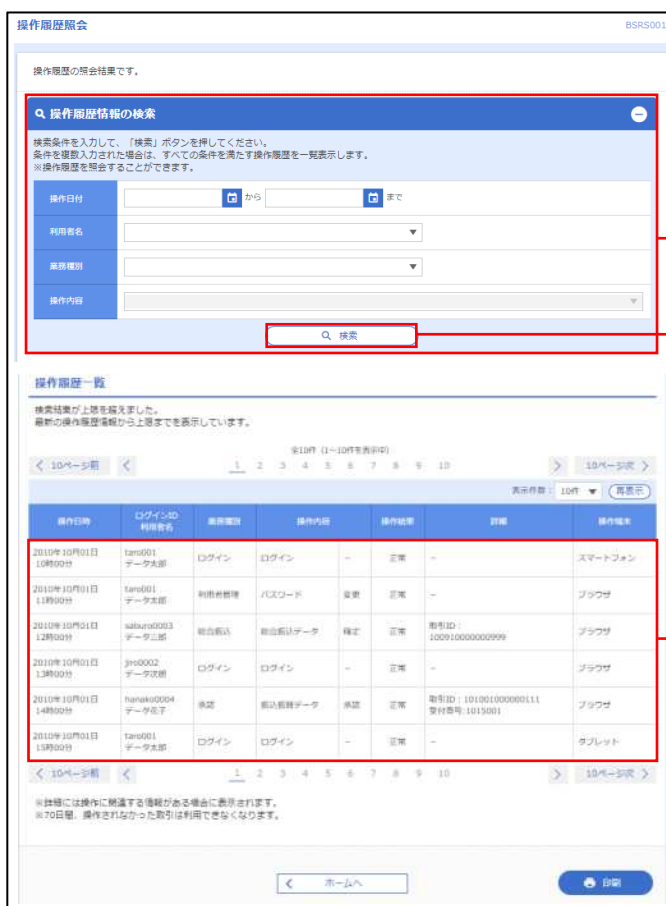 操作履歴照会 BSRS001
操作履歴の照会結果です。
操作履歴情報の検索
検索条件を入力して、「検索」ボタンを押してください。
条件を複数入力された場合は、すべての条件を満たす操作履歴を一覧表示します。
※操作履歴を照会することができます。
操作日付 から まで
利用者名
業務種別
操作内容
検索
操作履歴一覧
検索結果が上限を超えました。
最新の操作履歴情報から上限までを表示しています。
全10件 (1~10件を表示中)
10ページ前 1 2 3 4 5 6 7 8 9 10 10ページ次
表示件数: 10件 再表示
操作日時 ログインID 利用者名 業務種別 操作内容 操作結果 詳細 操作端末
2010年10月01日 taro001 ログイン ログイン - 正常 - スマートフォン
10時00分 データ太郎
2010年10月01日 taro001 利用者管理 パスワード 変更 正常 - ブラウザ
11時00分 データ太郎
2010年10月01日 saburo0003 総合振込 総合振込データ 確定 正常 取引ID: ブラウザ
12時00分 データ三郎 100910000000999
2010年10月01日 jiro0002 ログイン ログイン - 正常 - ブラウザ
13時00分 データ次郎
2010年10月01日 hanako0004 承認 振込振替データ 承認 正常 取引ID:101001000000111 ブラウザ
14時00分 データ花子 受付番号:1015001
2010年10月01日 taro001 ログイン ログイン - 正常 - タブレット
15時00分 データ太郎
10ページ前 1 2 3 4 5 6 7 8 9 10 10ページ次
※詳細には操作に関連する情報がある場合に表示されます。
※70日間、操作されなかった取引は利用できなくなります。
ホームへ 印刷